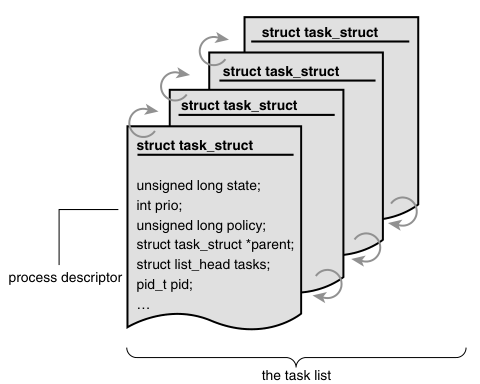 struct task_struct
struct task_struct
struct task_struct
struct task_struct
unsigned long state;
int prio;
unsigned long policy;
struct task_struct *parent;
struct list_head tasks;
pid_t pid;
…
process descriptor
the task list